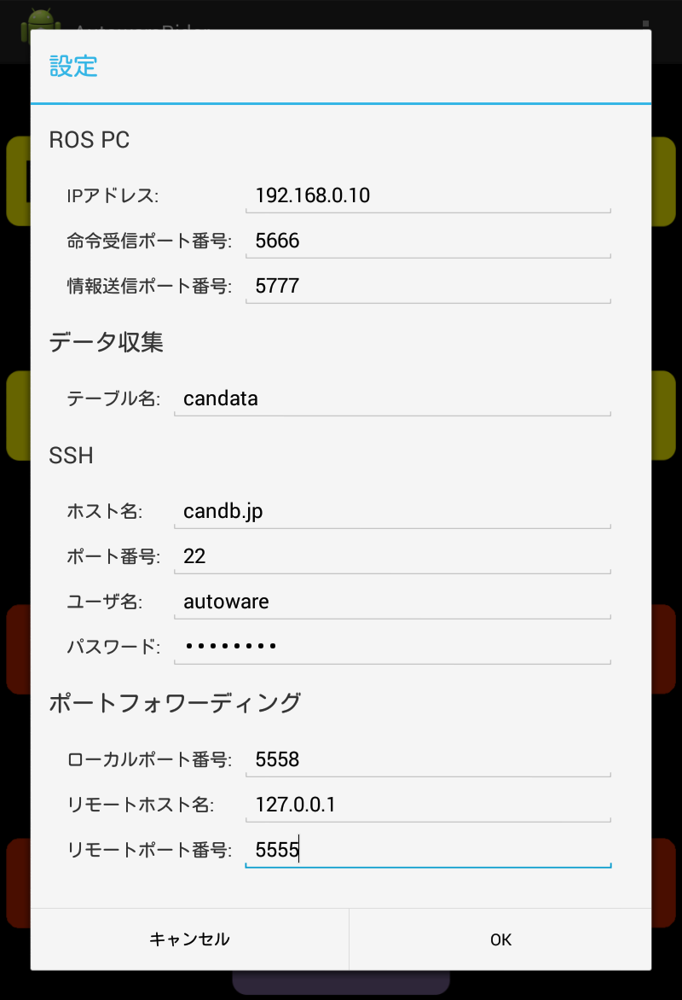 設定
ROS PC
IPアドレス: 192.168.0.10
命令受信ポート番号: 5666
情報送信ポート番号: 5777
データ収集
テーブル名: candata
SSH
ホスト名: candb.jp
ポート番号: 22
ユーザ名: autoware
パスワード: ••••••••
ポートフォワーディング
ローカルポート番号: 5558
リモートホスト名: 127.0.0.1
リモートポート番号: 5555
キャンセル OK